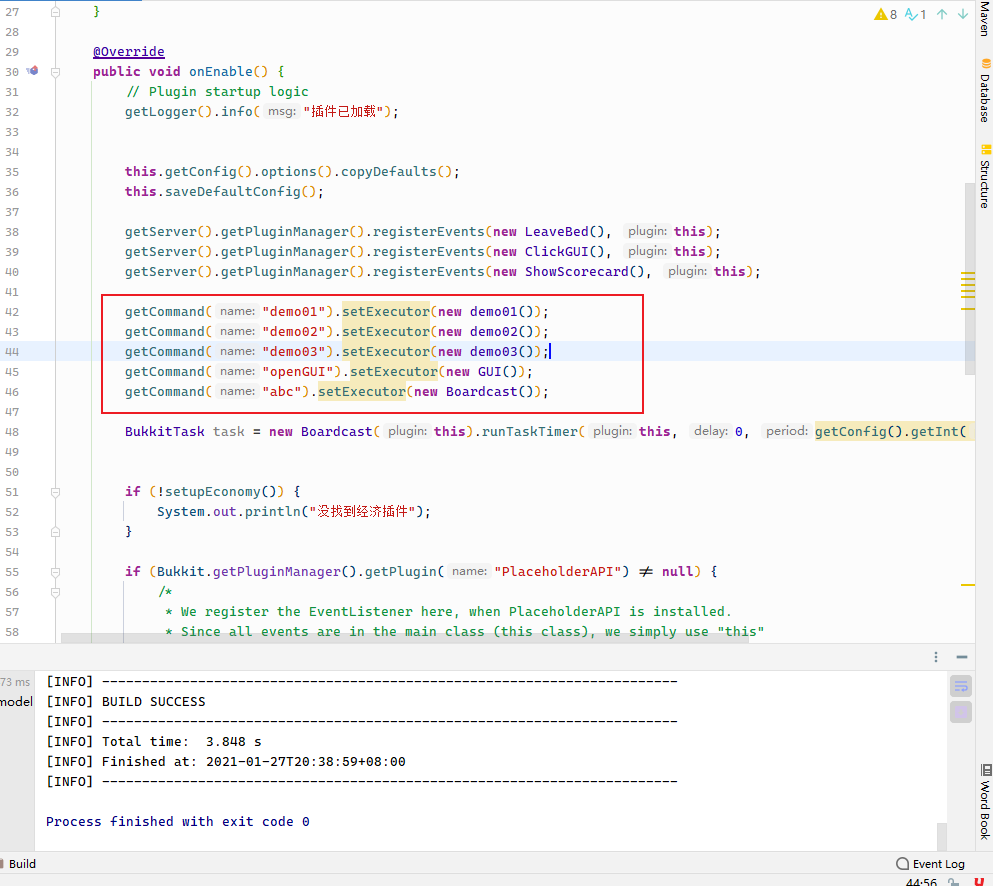 27 }
28
29 @Override
30 public void onEnable() {
31 // Plugin startup logic
32 getLogger().info( msg: "插件已加载");
33
34
35 this.getConfig().options().copyDefaults();
36 this.saveDefaultConfig();
37
38 getServer().getPluginManager().registerEvents(new LeaveBed(), plugin: this);
39 getServer().getPluginManager().registerEvents(new ClickGUI(), plugin: this);
40 getServer().getPluginManager().registerEvents(new ShowScorecard(), plugin: this);
41
42 getCommand( name: "demo01").setExecutor(new demo01());
43 getCommand( name: "demo02").setExecutor(new demo02());
44 getCommand( name: "demo03").setExecutor(new demo03());
45 getCommand( name: "openGUI").setExecutor(new GUI());
46 getCommand( name: "abc").setExecutor(new Boardcast());
47
48 BukkitTask task = new Boardcast( plugin: this).runTaskTimer( plugin: this, delay: 0, period: getConfig().getInt(
49
50
51 if (!setupEconomy()) {
52 System.out.println("没找到经济插件");
53 }
54
55 if (Bukkit.getPluginManager().getPlugin( name: "PlaceholderAPI") ≠ null) {
56 /*
57 * We register the EventListener here, when PlaceholderAPI is installed.
58 * Since all events are in the main class (this class), we simply use "this"
8 1
Maven
Database
Structure
73 ms
model
[INFO] ------------------------------------------------------------------------
[INFO] BUILD SUCCESS
[INFO] ------------------------------------------------------------------------
[INFO] Total time:  3.848 s
[INFO] Finished at: 2021-01-27T20:38:59+08:00
[INFO] ------------------------------------------------------------------------
Process finished with exit code 0
Word Book
Build
Event Log
44:56